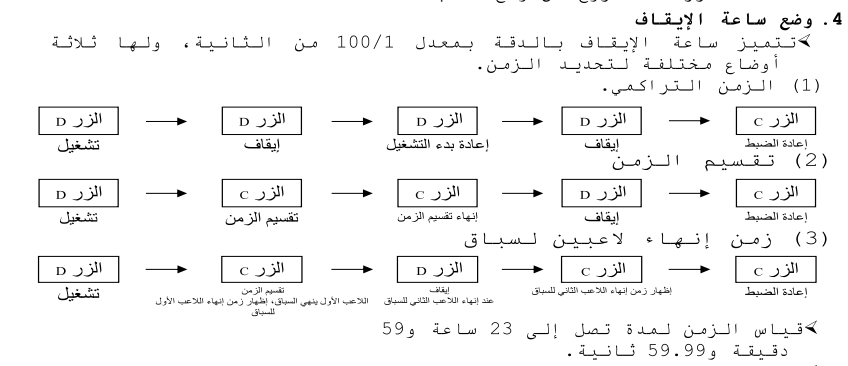 4. وضع ساعة الإيقاف
➢تتميز ساعة الإيقاف بالدقة بمعدل 100/1 من الثانية، ولها ثلاثة
أوضاع مختلفة لتحديد الزمن.
(1) الزمن التراكمي.
الزر D الزر D الزر D الزر D الزر C
تشغيل إيقاف إعادة بدء التشغيل إيقاف إعادة الضبط
(2) تقسيم الزمن
الزر D الزر C الزر C الزر D الزر C
تشغيل تقسيم الزمن إنهاء تقسيم الزمن إيقاف إعادة الضبط
(3) زمن إنهاء لاعبين لسباق
الزر D الزر C الزر D الزر C الزر C
تشغيل تقسيم الزمن إيقاف إظهار زمن إنهاء اللاعب الثاني للسباق إعادة الضبط
اللاعب الأول ينهي السباق، إظهار زمن إنهاء اللاعب الأول عند إنهاء اللاعب الثاني للسباق
للسباق
➢قياس الزمن لمدة تصل إلى 23 ساعة و59
دقيقة و59.99 ثانية.